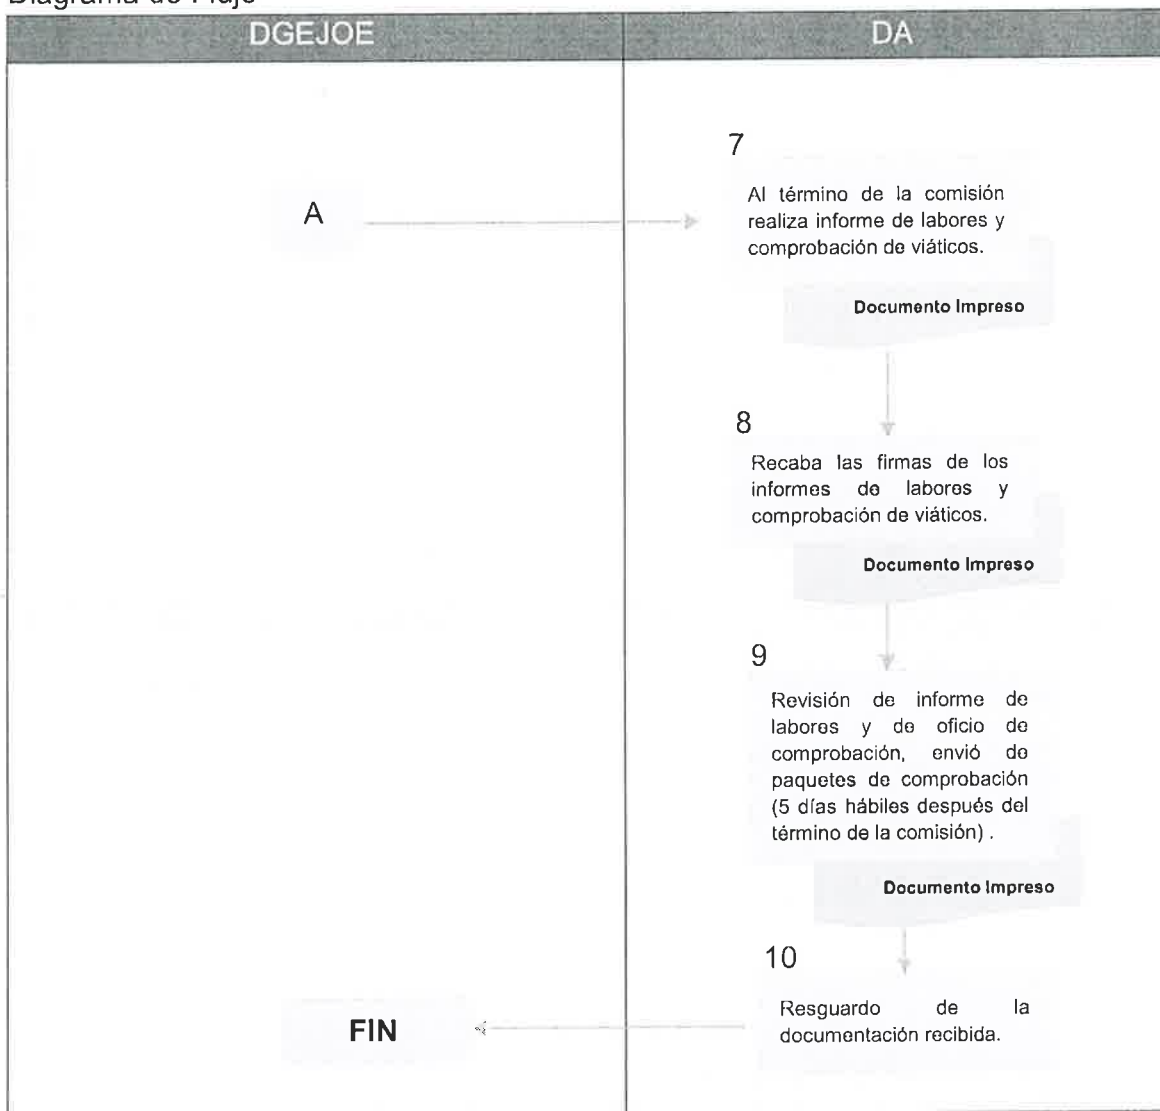 Diagrama de Flujo
DGEJOE
DA
7
A
Al término de la comisión
realiza informe de labores y
comprobación de viáticos.
Documento Impreso
8
Recaba las firmas de los
informes de labores y
comprobación de viáticos.
Documento Impreso
9
Revisión de informe de
labores y de oficio de
comprobación, envió de
paquetes de comprobación
(5 días hábiles después del
término de la comisión) .
Documento Impreso
10
Resguardo de la
documentación recibida.
FIN